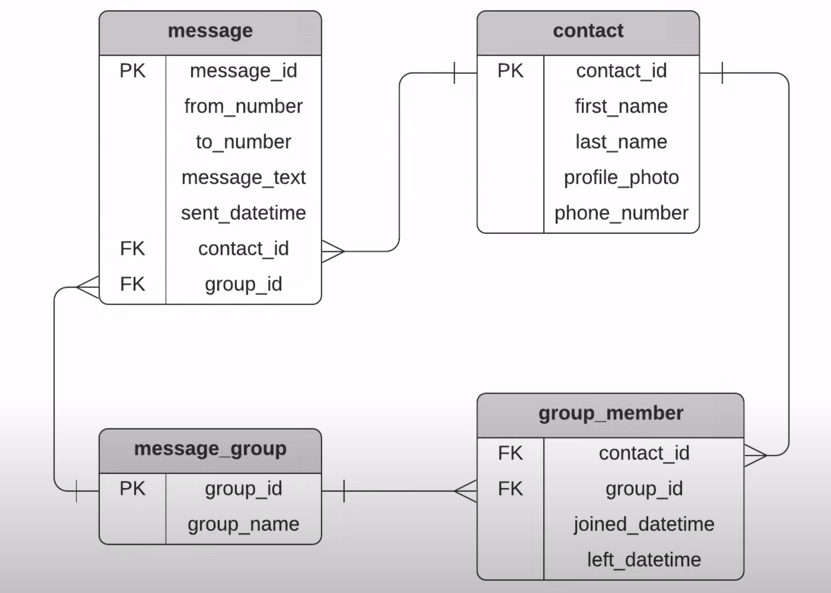 message
PK message_id
from_number
to_number
message_text
sent_datetime
FK contact_id
FK group_id
contact
PK contact_id
first_name
last_name
profile_photo
phone_number
message_group
PK group_id
group_name
group_member
FK contact_id
FK group_id
joined_datetime
left_datetime